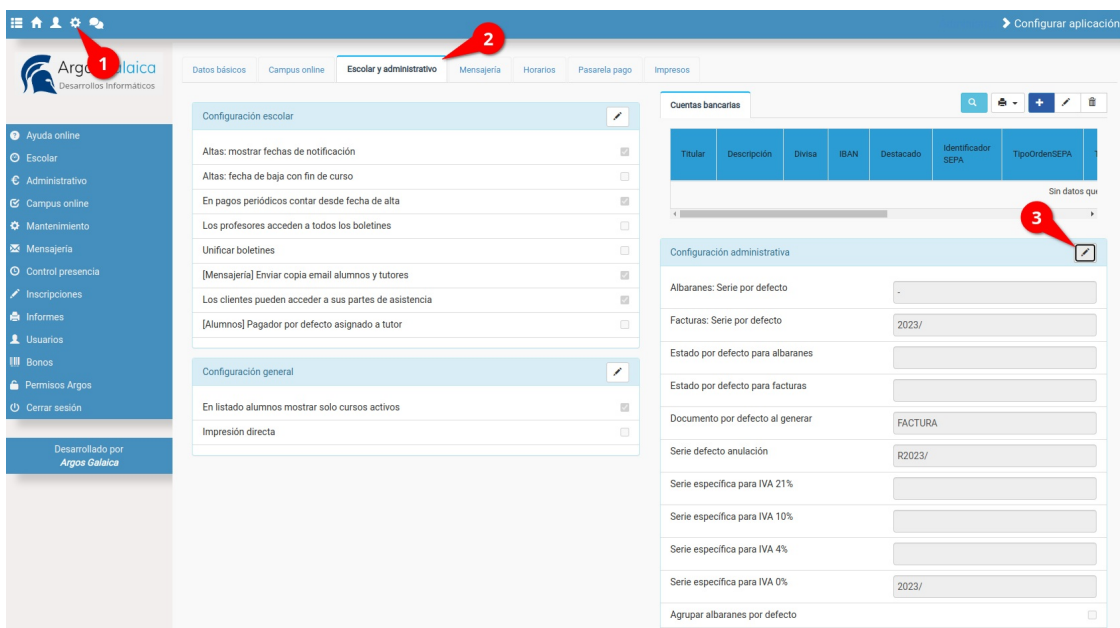 Configurar aplicación
1
2
3
Argos Galaica
Desarrollos Informáticos
Ayuda online
Escolar
Administrativo
Campus online
Mantenimiento
Mensajería
Control presencia
Inscripciones
Informes
Usuarios
Bonos
Permisos Argos
Cerrar sesión
Desarrollado por
Argos Galaica
Datos básicos Campus online Escolar y administrativo Mensajería Horarios Pasarela pago Impresos
Configuración escolar
Altas: mostrar fechas de notificación
Altas: fecha de baja con fin de curso
En pagos periódicos contar desde fecha de alta
Los profesores acceden a todos los boletines
Unificar boletines
[Mensajería] Enviar copia email alumnos y tutores
Los clientes pueden acceder a sus partes de asistencia
[Alumnos] Pagador por defecto asignado a tutor
Configuración general
En listado alumnos mostrar solo cursos activos
Impresión directa
Cuentas bancarias
Titular Descripción Divisa IBAN Destacado Identificador SEPA TipoOrdenSEPA
Sin datos que
Configuración administrativa
Albaranes: Serie por defecto -
Facturas: Serie por defecto 2023/
Estado por defecto para albaranes
Estado por defecto para facturas
Documento por defecto al generar FACTURA
Serie defecto anulación R2023/
Serie específica para IVA 21%
Serie específica para IVA 10%
Serie específica para IVA 4%
Serie específica para IVA 0% 2023/
Agrupar albaranes por defecto